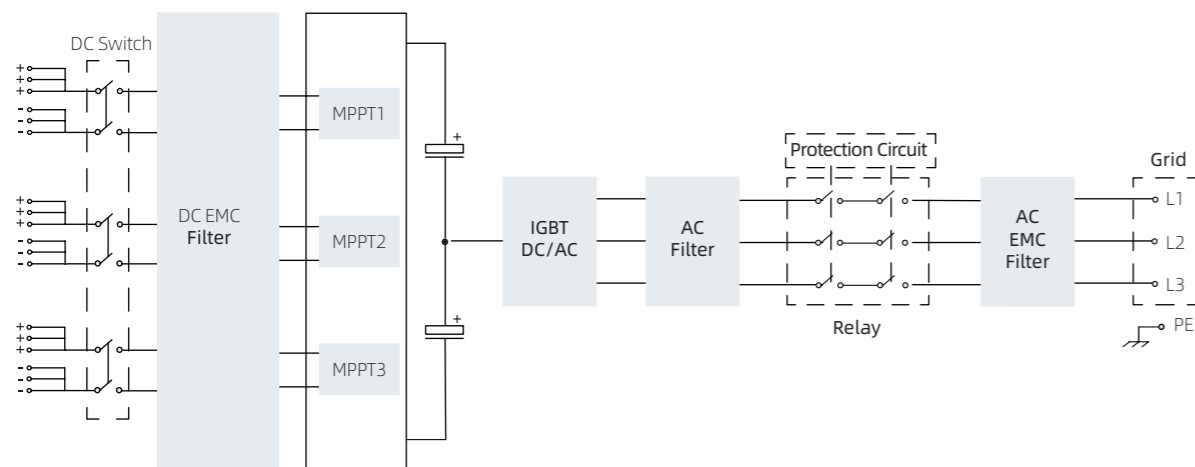 DC Switch
+
+
+
-
-
-
+
+
+
-
-
-
+
+
+
-
-
-
DC EMC
Filter
MPPT1
MPPT2
MPPT3
+
+
IGBT
DC/AC
AC
Filter
Protection Circuit
Relay
AC
EMC
Filter
Grid
L1
L2
L3
PE